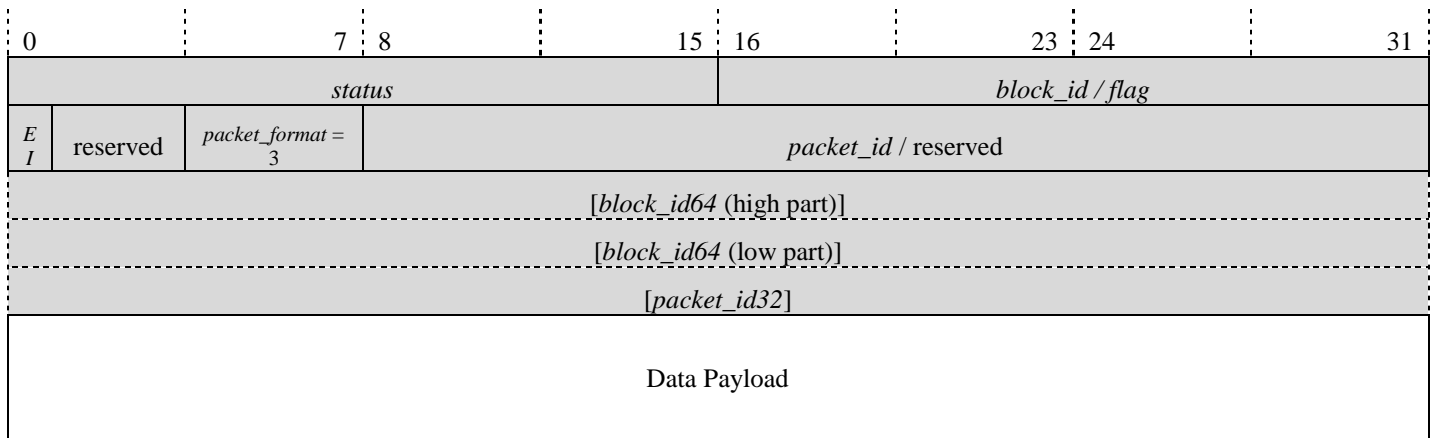 0 7 8 15 16 23 24 31
status block_id / flag
E
I reserved packet_format =
3 packet_id / reserved
[block_id64 (high part)]
[block_id64 (low part)]
[packet_id32]
Data Payload